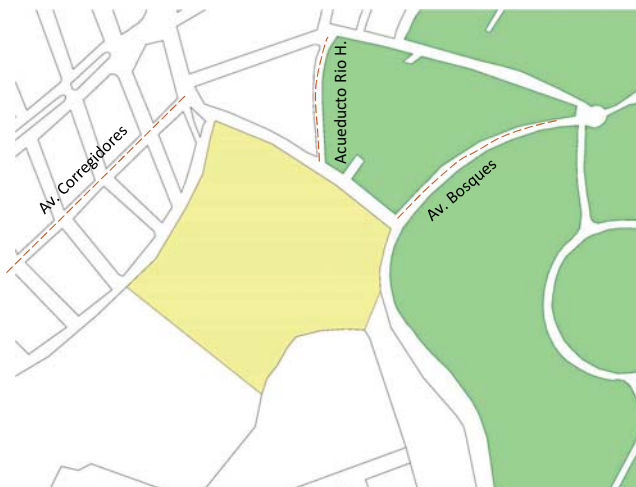 Acueducto Rio H.
Av. Corregidores
Av. Bosques